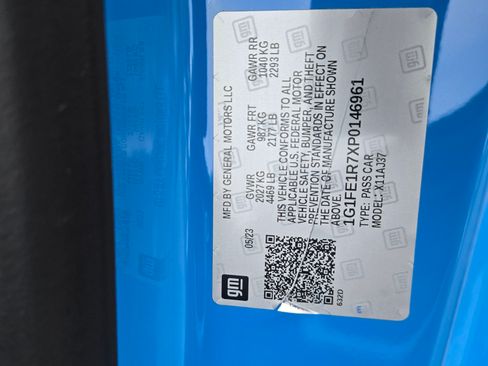 gm
05/23
MFD BY GENERAL MOTORS LLC
GVWR GAWR FRT GAWR RR
2027 KG 987 KG 1040 KG
4469 LB 2177 LB 2293 LB
THIS VEHICLE CONFORMS TO ALL
APPLICABLE U.S. FEDERAL MOTOR
VEHICLE SAFETY, BUMPER, AND THEFT
PREVENTION STANDARDS IN EFFECT ON
THE DATE OF MANUFACTURE SHOWN
ABOVE.
1G1FE1R7XP0146961
TYPE: PASS CAR
MODEL: X11AJ37
632D